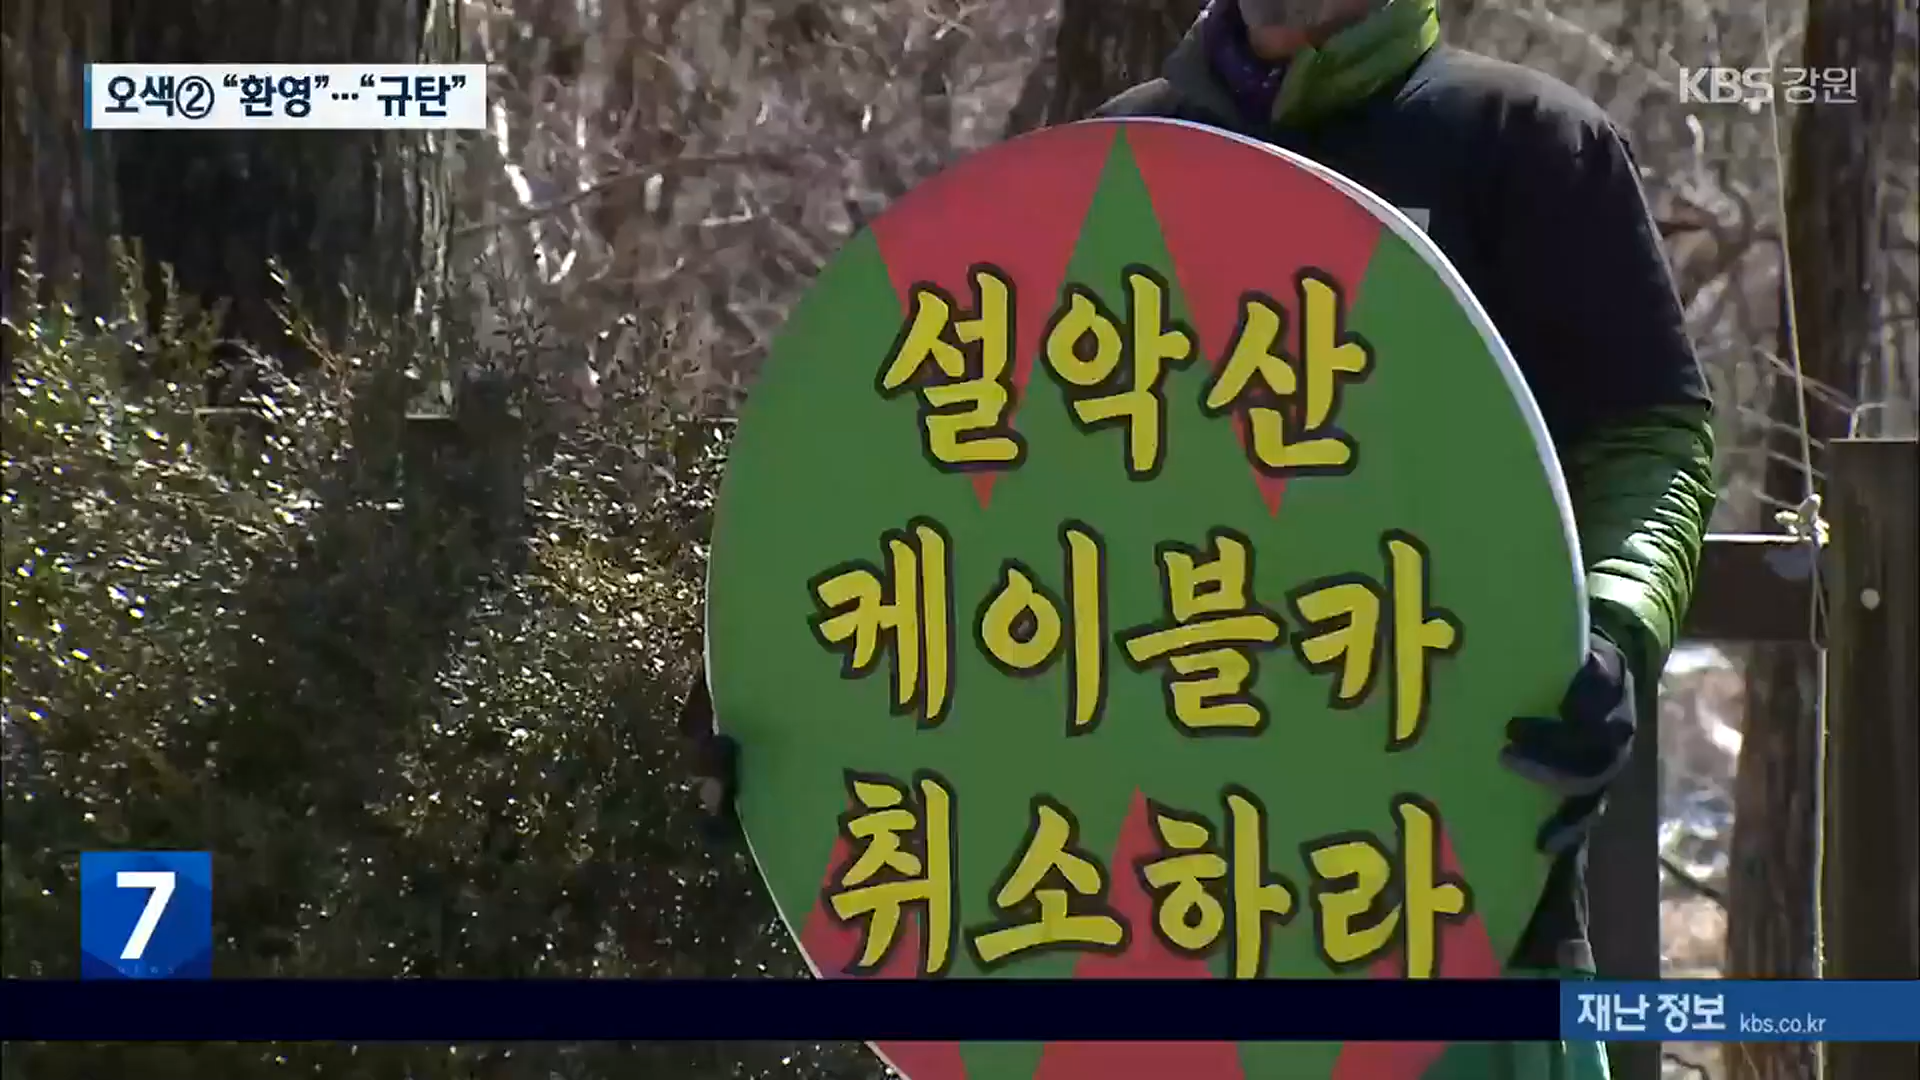 오색② “환영”…“규탄”
KBS 강원
설악산
케이블카
취소하라
7
NEWS
재난 정보 kbs.co.kr